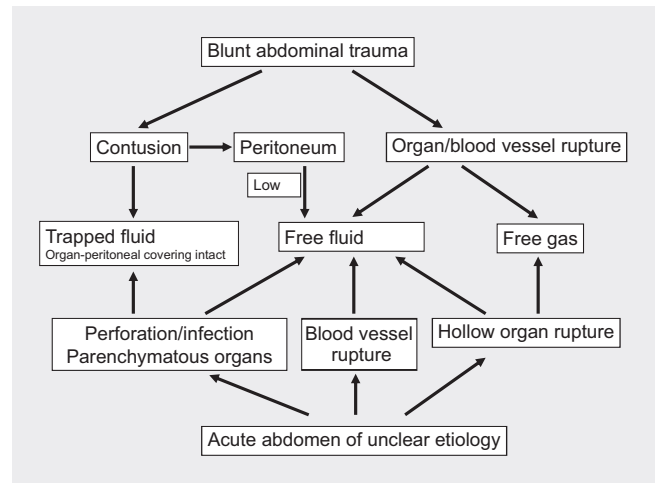 Blunt abdominal trauma
Contusion
Peritoneum
Organ/blood vessel rupture
Low
Trapped fluid
Organ-peritoneal covering intact
Free fluid
Free gas
Perforation/infection
Parenchymatous organs
Blood vessel
rupture
Hollow organ rupture
Acute abdomen of unclear etiology